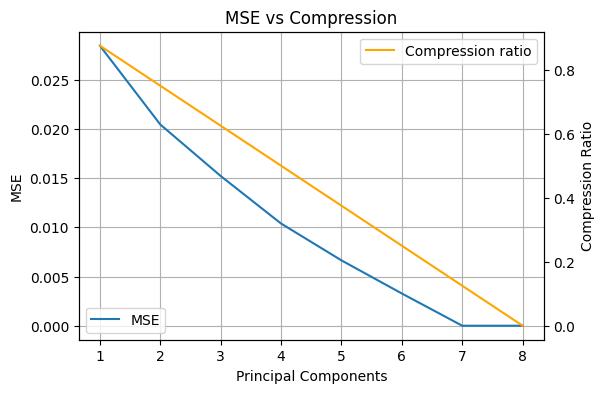 MSE vs Compression
Compression ratio
MSE
0.025
0.020
0.015
0.010
0.005
0.000
MSE
Compression Ratio
0.8
0.6
0.4
0.2
0.0
1 2 3 4 5 6 7 8
Principal Components